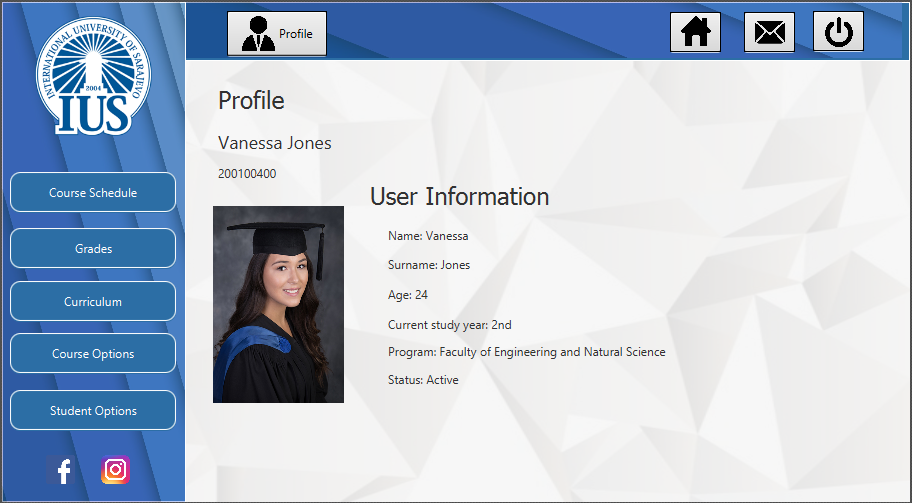 INTERNATIONAL UNIVERSITY OF SARAJEVO
2004
IUS
Profile
Course Schedule
Grades
Curriculum
Course Options
Student Options
Profile
Vanessa Jones
200100400
User Information
Name: Vanessa
Surname: Jones
Age: 24
Current study year: 2nd
Program: Faculty of Engineering and Natural Science
Status: Active